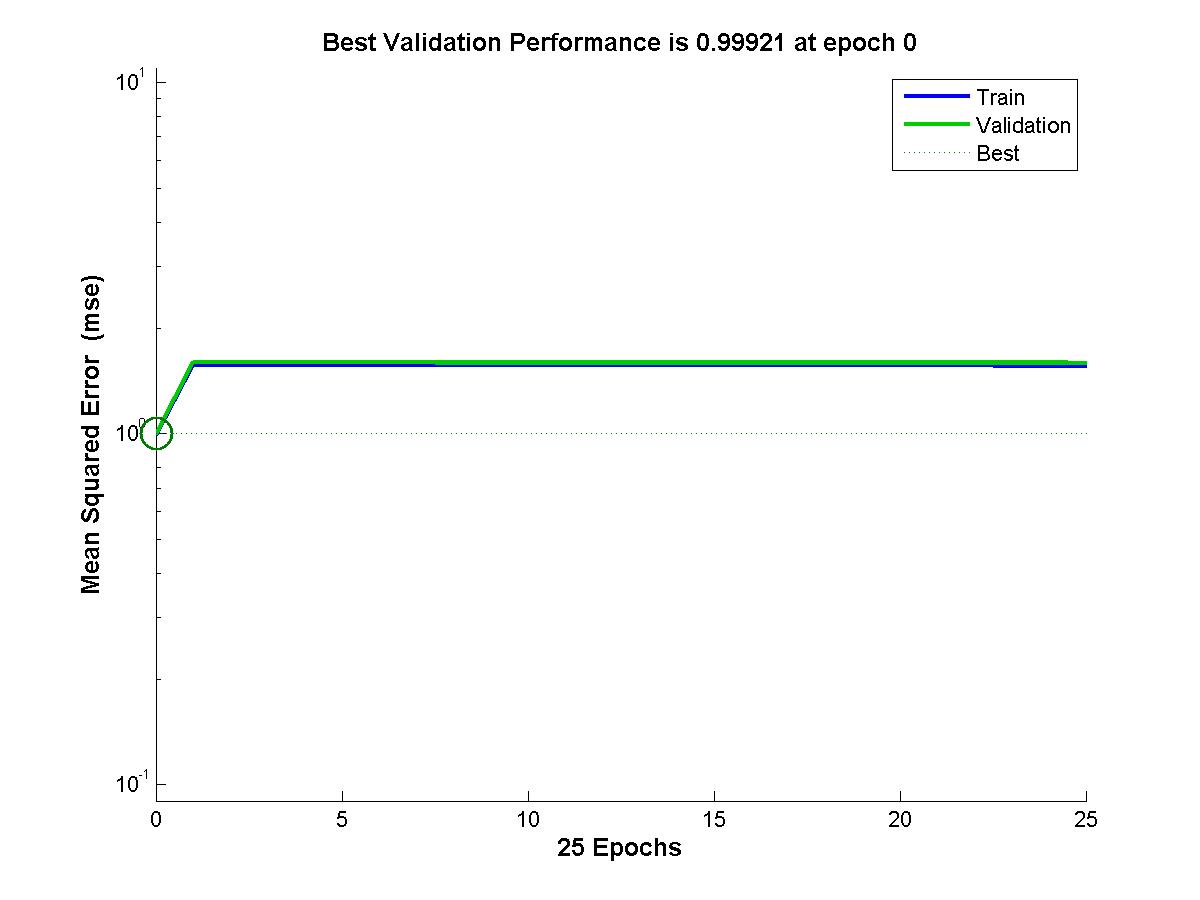 Best Validation Performance is 0.99921 at epoch 0
10^1
Train
Validation
Best
Mean Squared Error (mse)
10^0
10^-1
0 5 10 15 20 25
25 Epochs